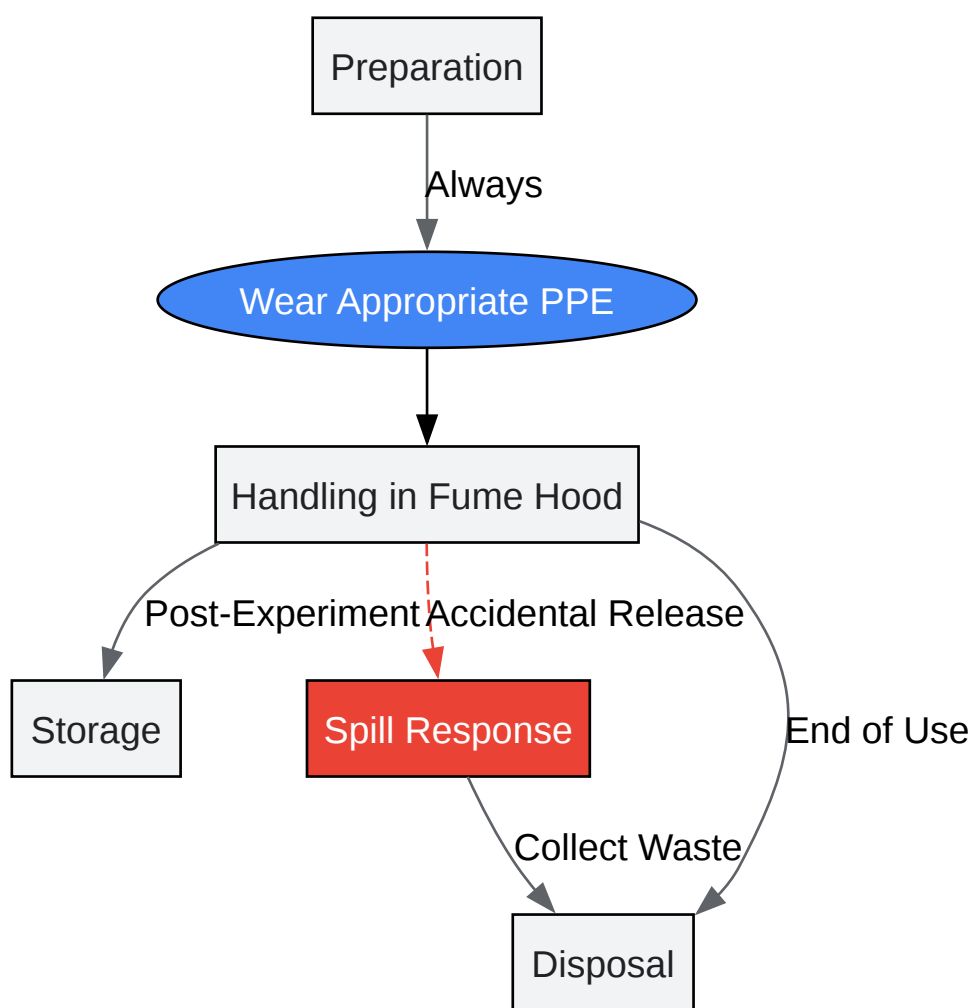 Preparation
Always
Wear Appropriate PPE
Handling in Fume Hood
Post-Experiment
Accidental Release
Storage
Spill Response
End of Use
Collect Waste
Disposal